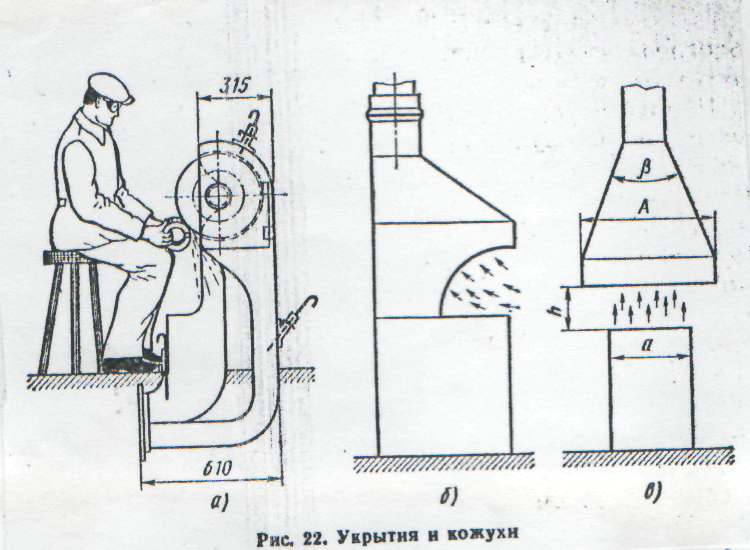 315
β
A
h
a
610
а)
б)
в)
Рис. 22. Укрытия и кожухи